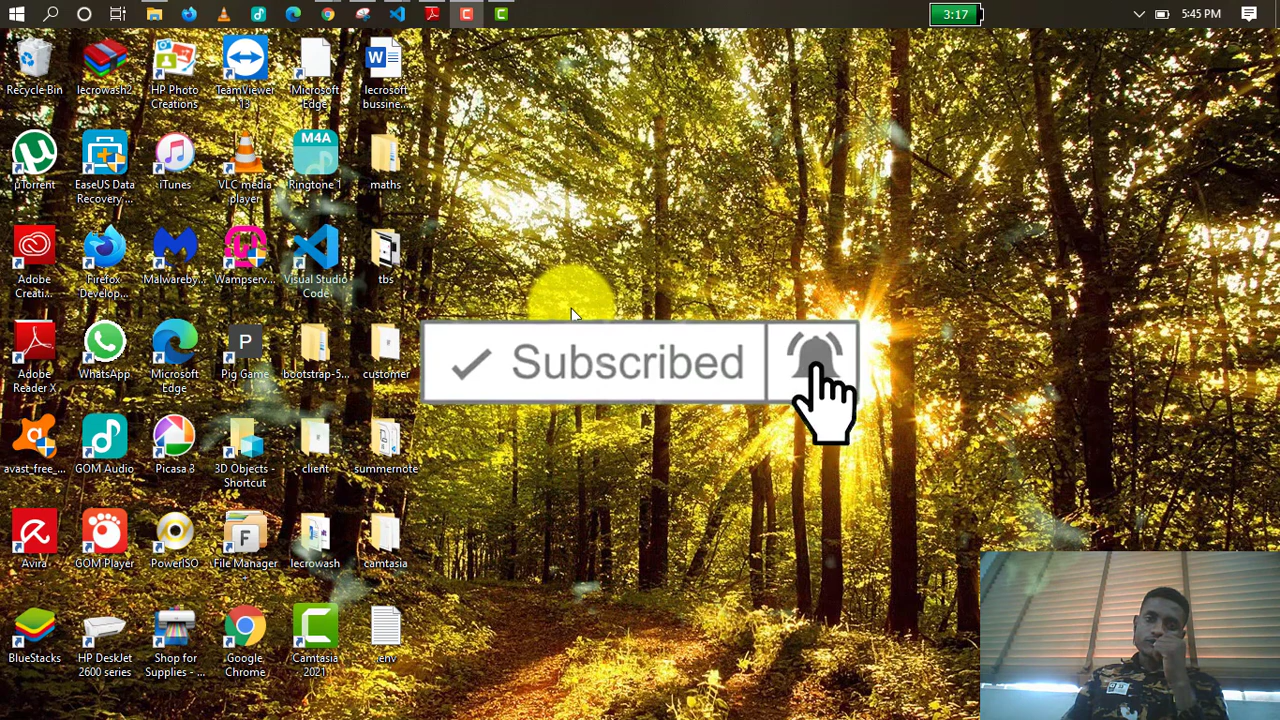 3:17
5:45 PM
Recycle Bin
lecrowash2
HP Photo
Creations
TeamViewer
13
Microsoft
Edge
W
lecrosoft
bussine...
µTorrent
EaseUS Data
Recovery ...
iTunes
VLC media
player
M4A
Ringtone 1
maths
Adobe
Creati...
Firefox
Develop...
Malwareby...
Wampserv...
Visual Studio
Code
tbs
Subscribed
Adobe
Reader X
WhatsApp
Microsoft
Edge
P
Pig Game
bootstrap-5...
customer
avast_free_...
GOM Audio
Picasa 3
3D Objects -
Shortcut
client
summernote
Avira
GOM Player
PowerISO
F
File Manager
lecrowash
camtasia
BlueStacks
HP DeskJet
2600 series
Shop for
Supplies - ...
Google
Chrome
Camtasia
2021